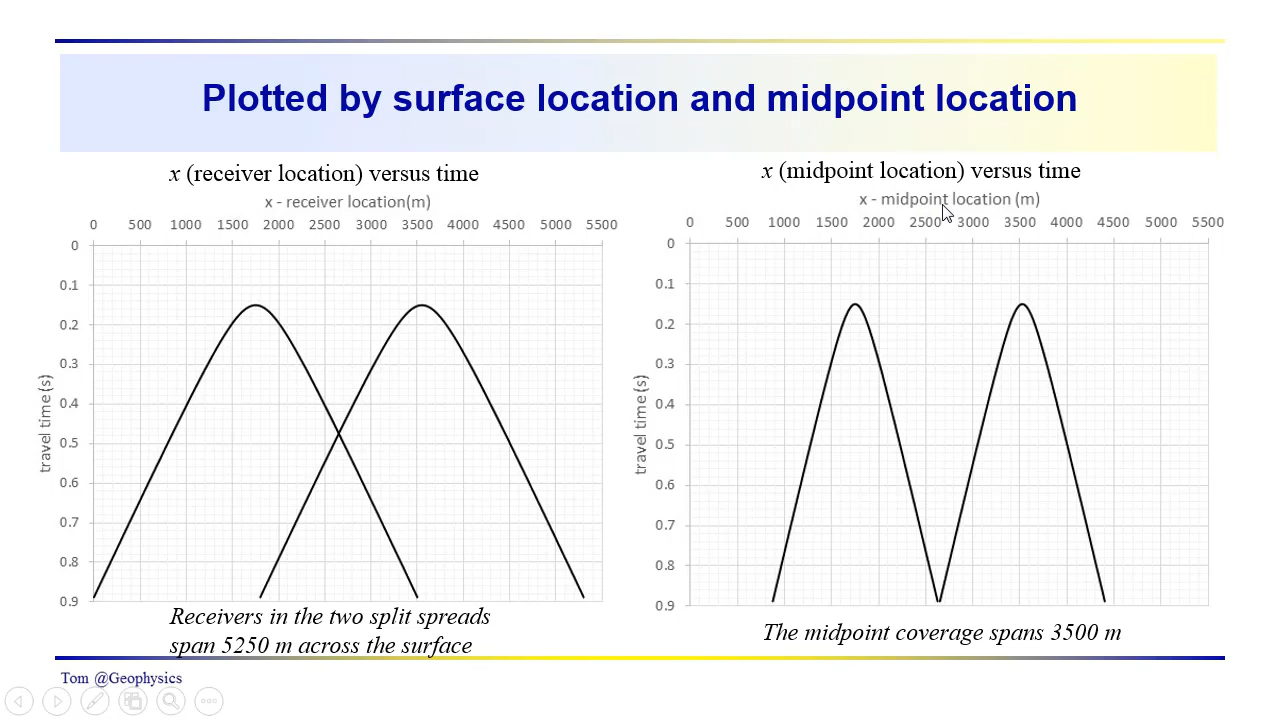 Plotted by surface location and midpoint location
x (receiver location) versus time
x - receiver location(m)
0 500 1000 1500 2000 2500 3000 3500 4000 4500 5000 5500
0
0.1
0.2
0.3
0.4
0.5
0.6
0.7
0.8
0.9
travel time (s)
Receivers in the two split spreads
span 5250 m across the surface
x (midpoint location) versus time
x - midpoint location (m)
0 500 1000 1500 2000 2500 3000 3500 4000 4500 5000 5500
0
0.1
0.2
0.3
0.4
0.5
0.6
0.7
0.8
0.9
travel time (s)
The midpoint coverage spans 3500 m
Tom @Geophysics